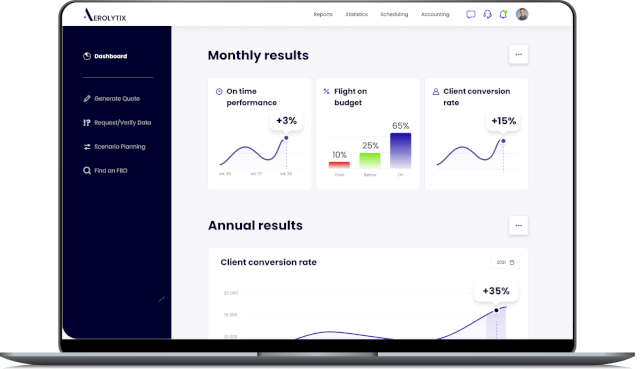 AEROLYTIX
Reports Statistics Scheduling Accounting
Dashboard
Generate Quote
Request/Verify Data
Scenario Planning
Find an FBO
Monthly results
On time
performance
+3%
wk 35 wk 37 wk 39
Flight on
budget
10% 25% 65%
Over Below On
Client conversion
rate
+15%
Annual results
Client conversion rate
2021
+35%
20.000
15.000
10.000